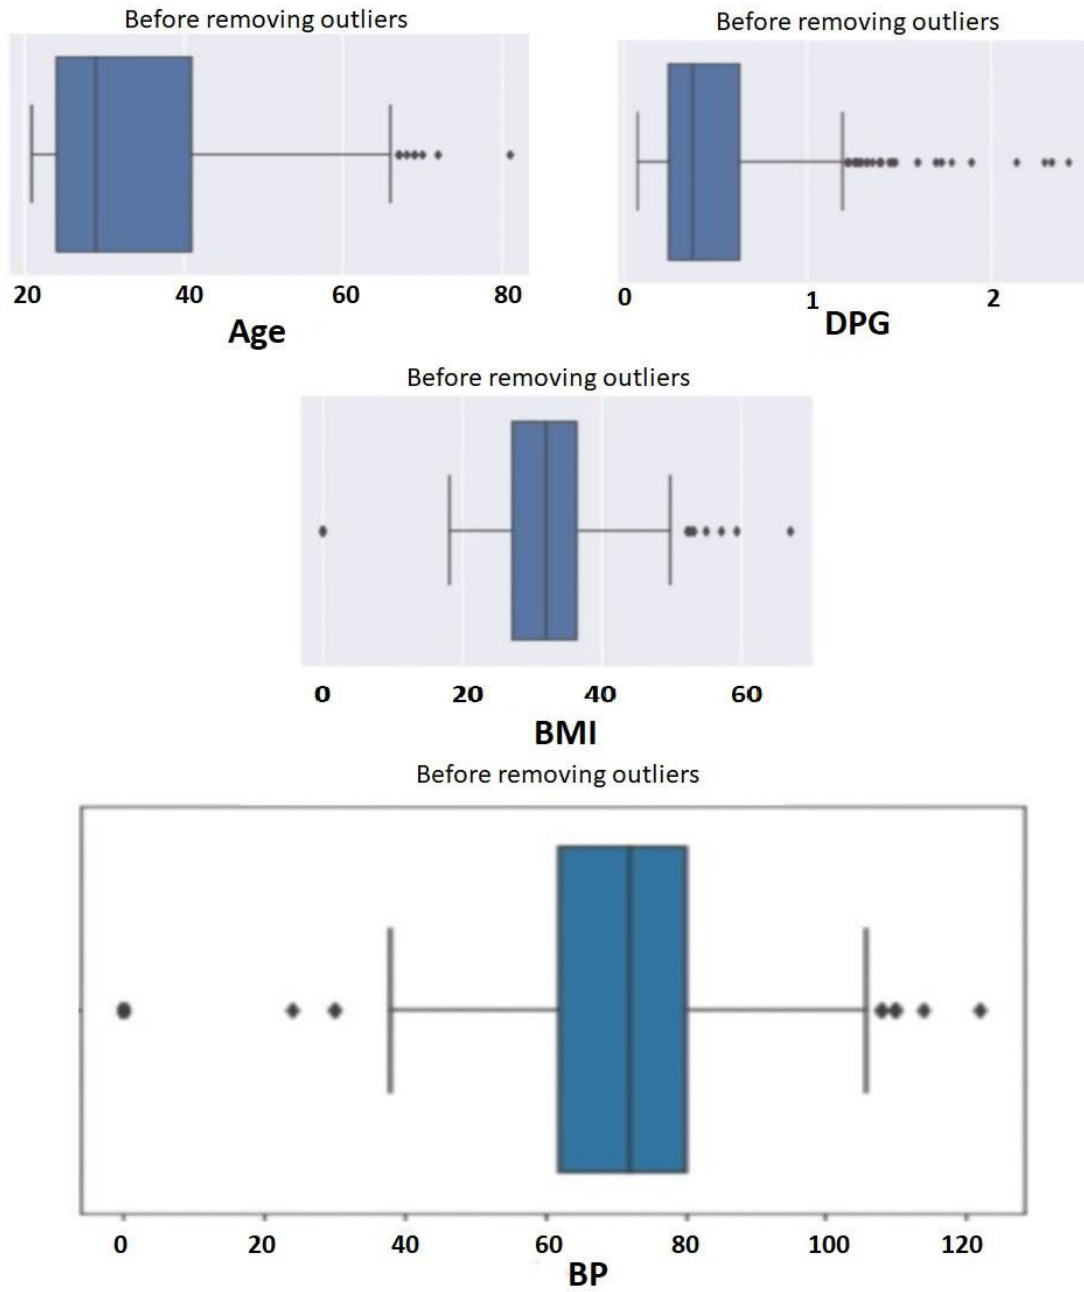 Before removing outliers
20 40 60 80
Age
Before removing outliers
0 1 2
DPG
Before removing outliers
0 20 40 60
BMI
Before removing outliers
0 20 40 60 80 100 120
BP